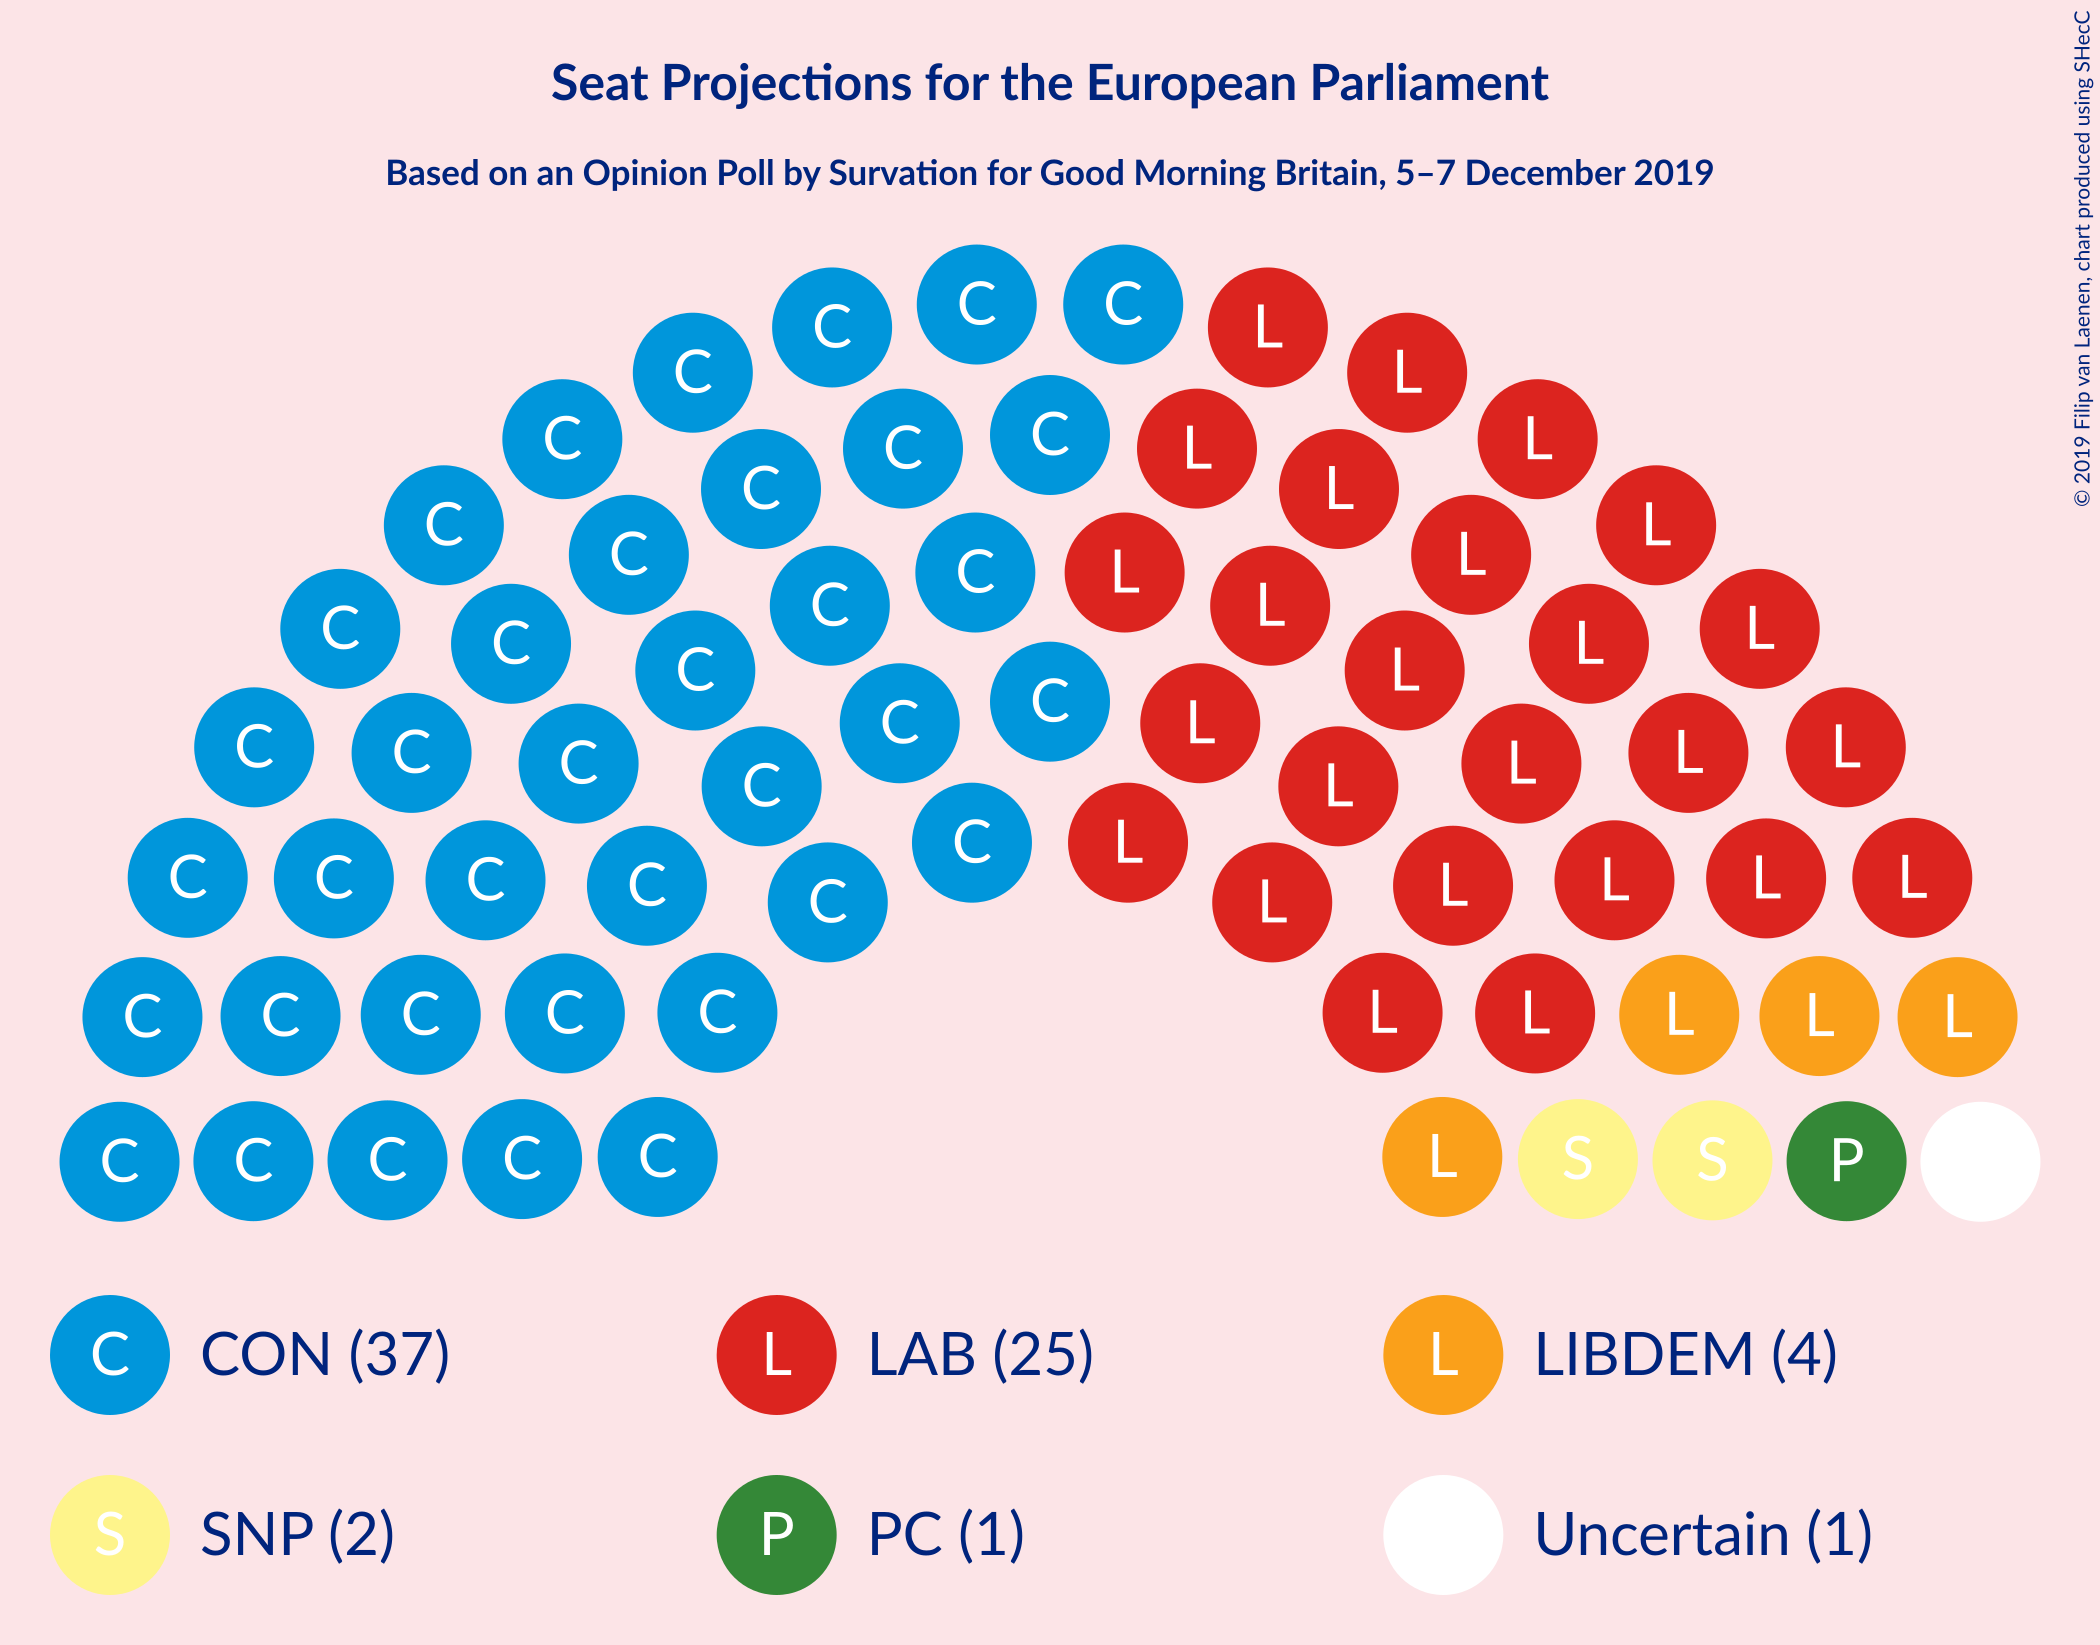 Seat Projections for the European Parliament
Based on an Opinion Poll by Survation for Good Morning Britain, 5–7 December 2019
© 2019 Filip van Laenen, chart produced using SHecC
C C L
C L
C L
C C L L
C L
C C L L
C C L L
C C L L
C C L L
C C L L
C C L L
C C L L
C L
C C L L
C C L L
C C L L
C L
C C C C L L L L
C L
C C C C C L L L L L
C C C C C L S S P
C CON (37)
L LAB (25)
L LIBDEM (4)
S SNP (2)
P PC (1)
Uncertain (1)